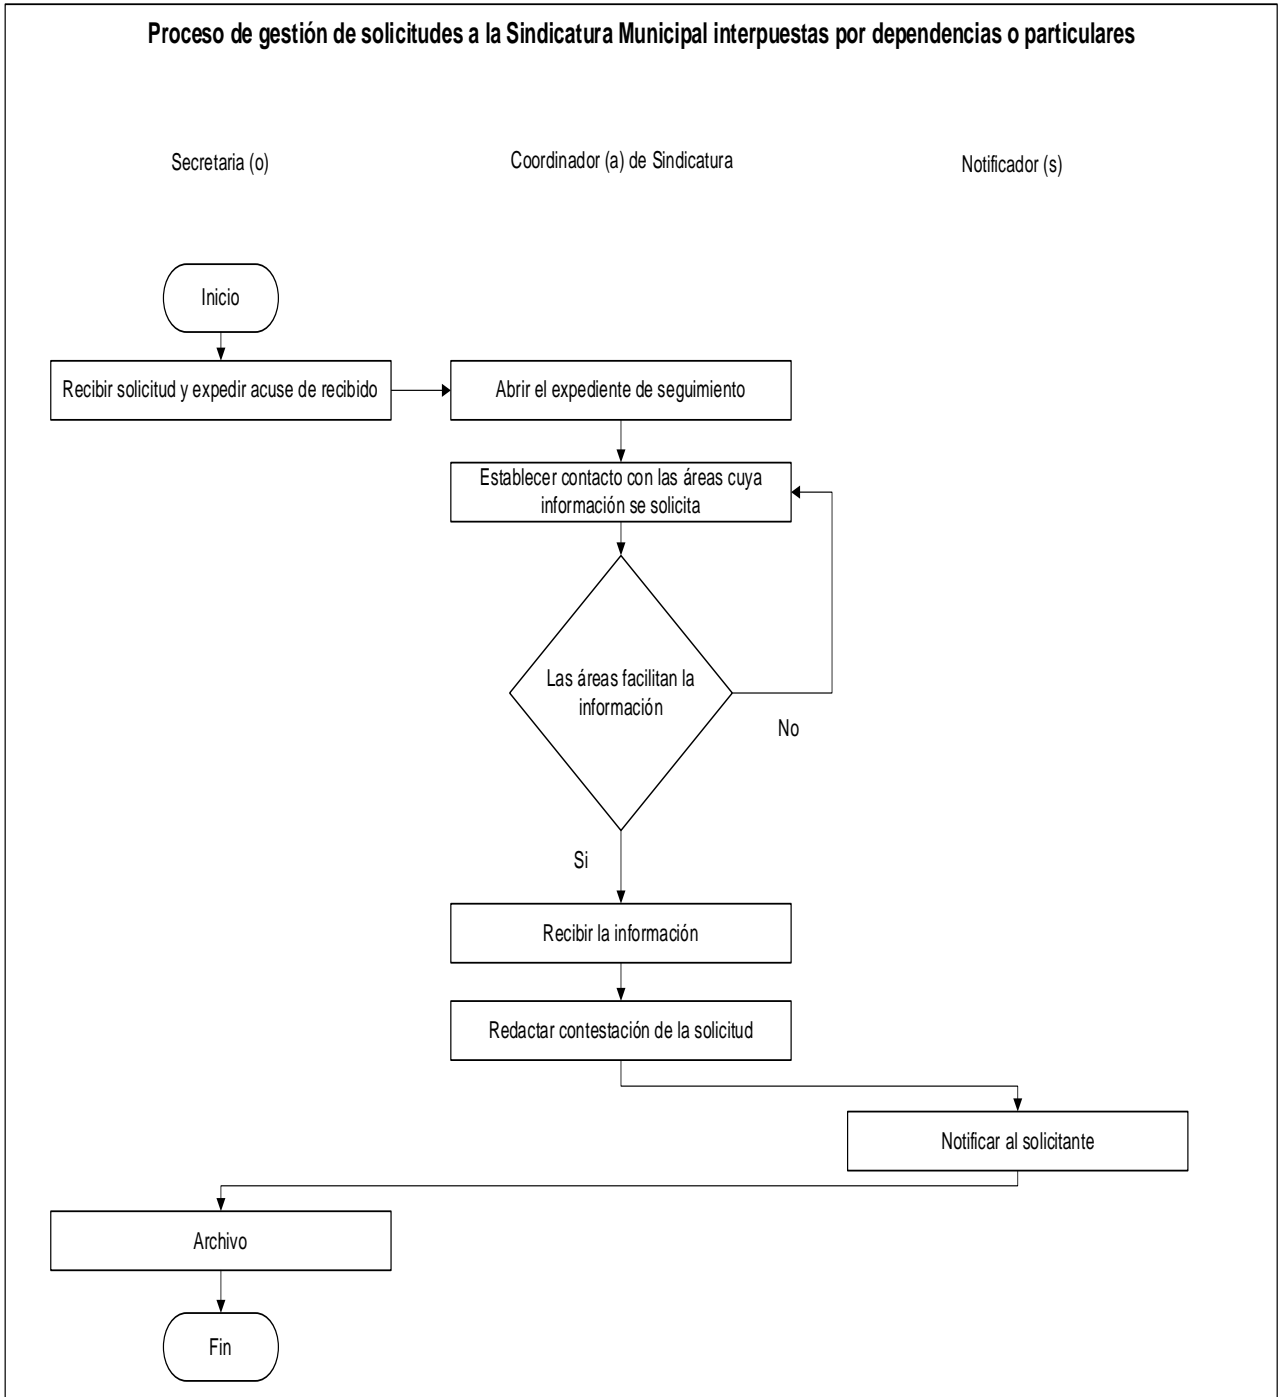 Proceso de gestión de solicitudes a la Sindicatura Municipal interpuestas por dependencias o particulares
Secretaria (o)
Coordinador (a) de Sindicatura
Notificador (s)
Inicio
Recibir solicitud y expedir acuse de recibido
Abrir el expediente de seguimiento
Establecer contacto con las áreas cuya
información se solicita
Las áreas facilitan la
información
No
Si
Recibir la información
Redactar contestación de la solicitud
Notificar al solicitante
Archivo
Fin